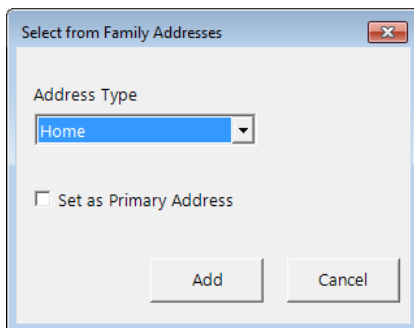 Select from Family Addresses
Address Type
Home
Set as Primary Address
Add Cancel